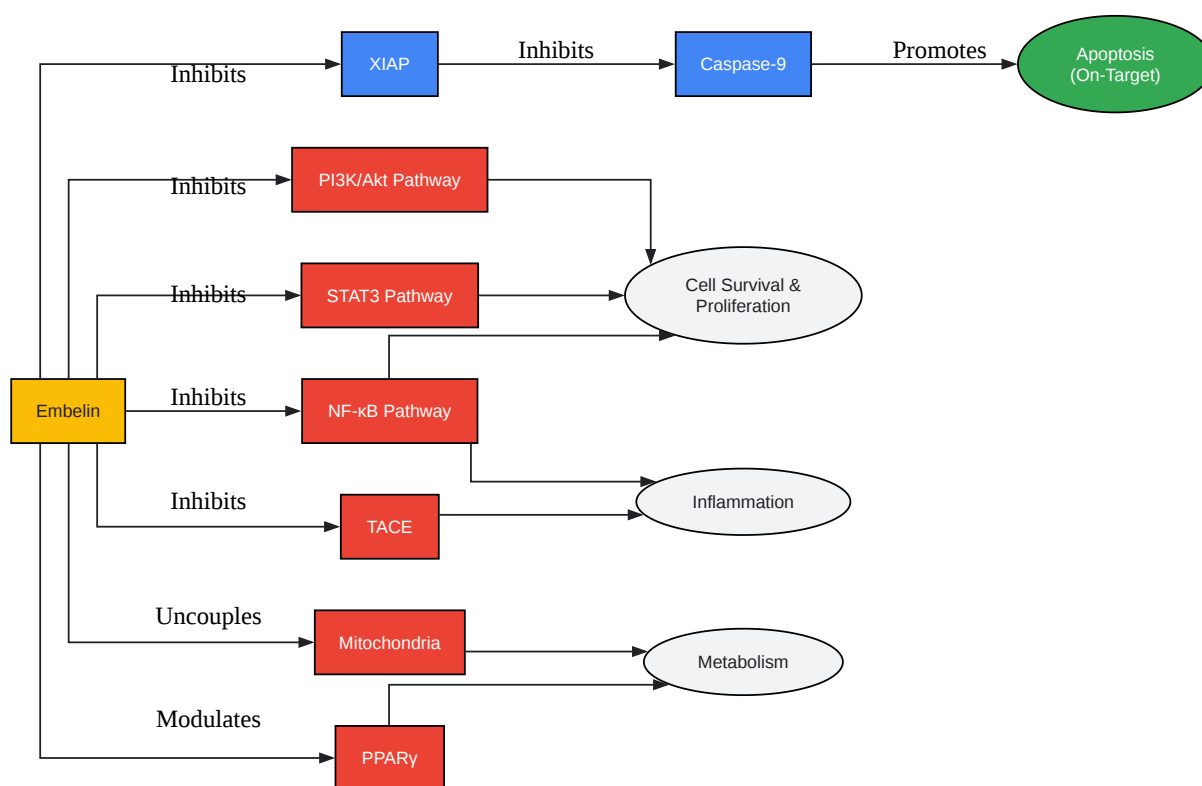 Inhibits
XIAP
Inhibits
Caspase-9
Promotes
Apoptosis
(On-Target)
Inhibits
PI3K/Akt Pathway
Inhibits
STAT3 Pathway
Cell Survival &
Proliferation
Embelin
Inhibits
NF-κB Pathway
Inhibits
TACE
Inflammation
Uncouples
Mitochondria
Metabolism
Modulates
PPARγ